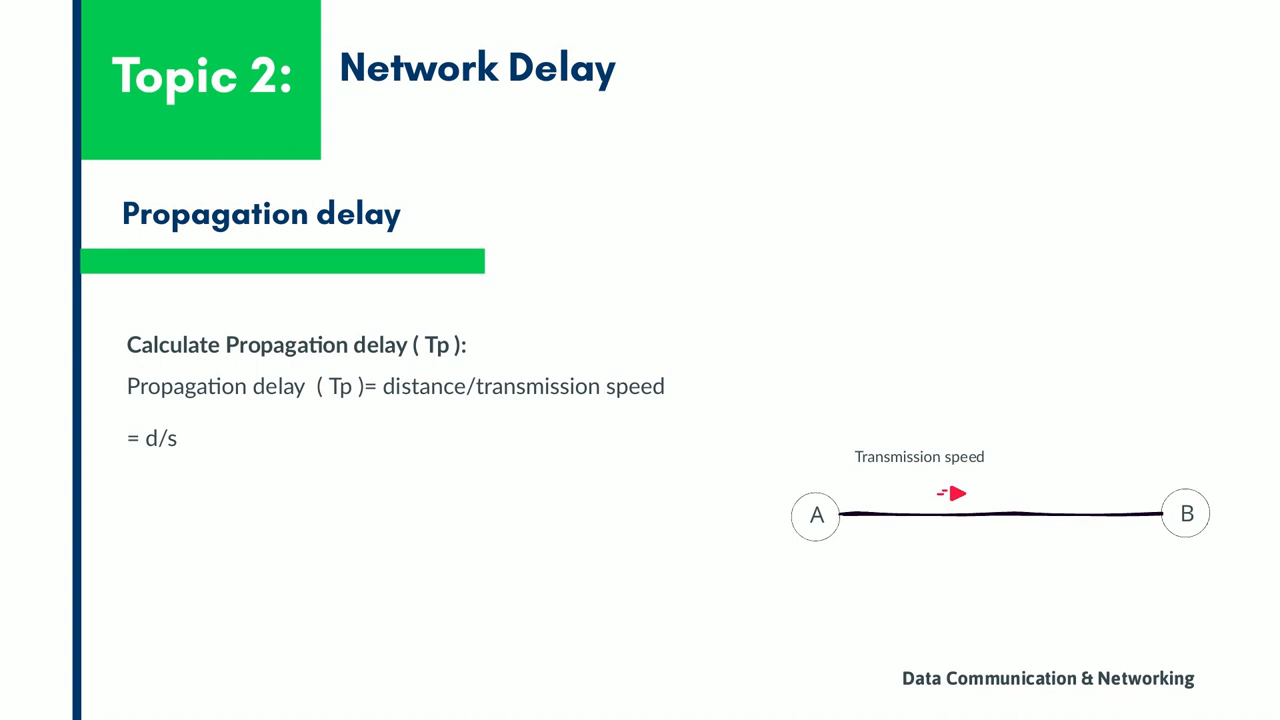 Topic 2:
Network Delay
Propagation delay
Calculate Propagation delay ( Tp ):
Propagation delay  ( Tp )= distance/transmission speed
= d/s
Transmission speed
A
B
Data Communication & Networking